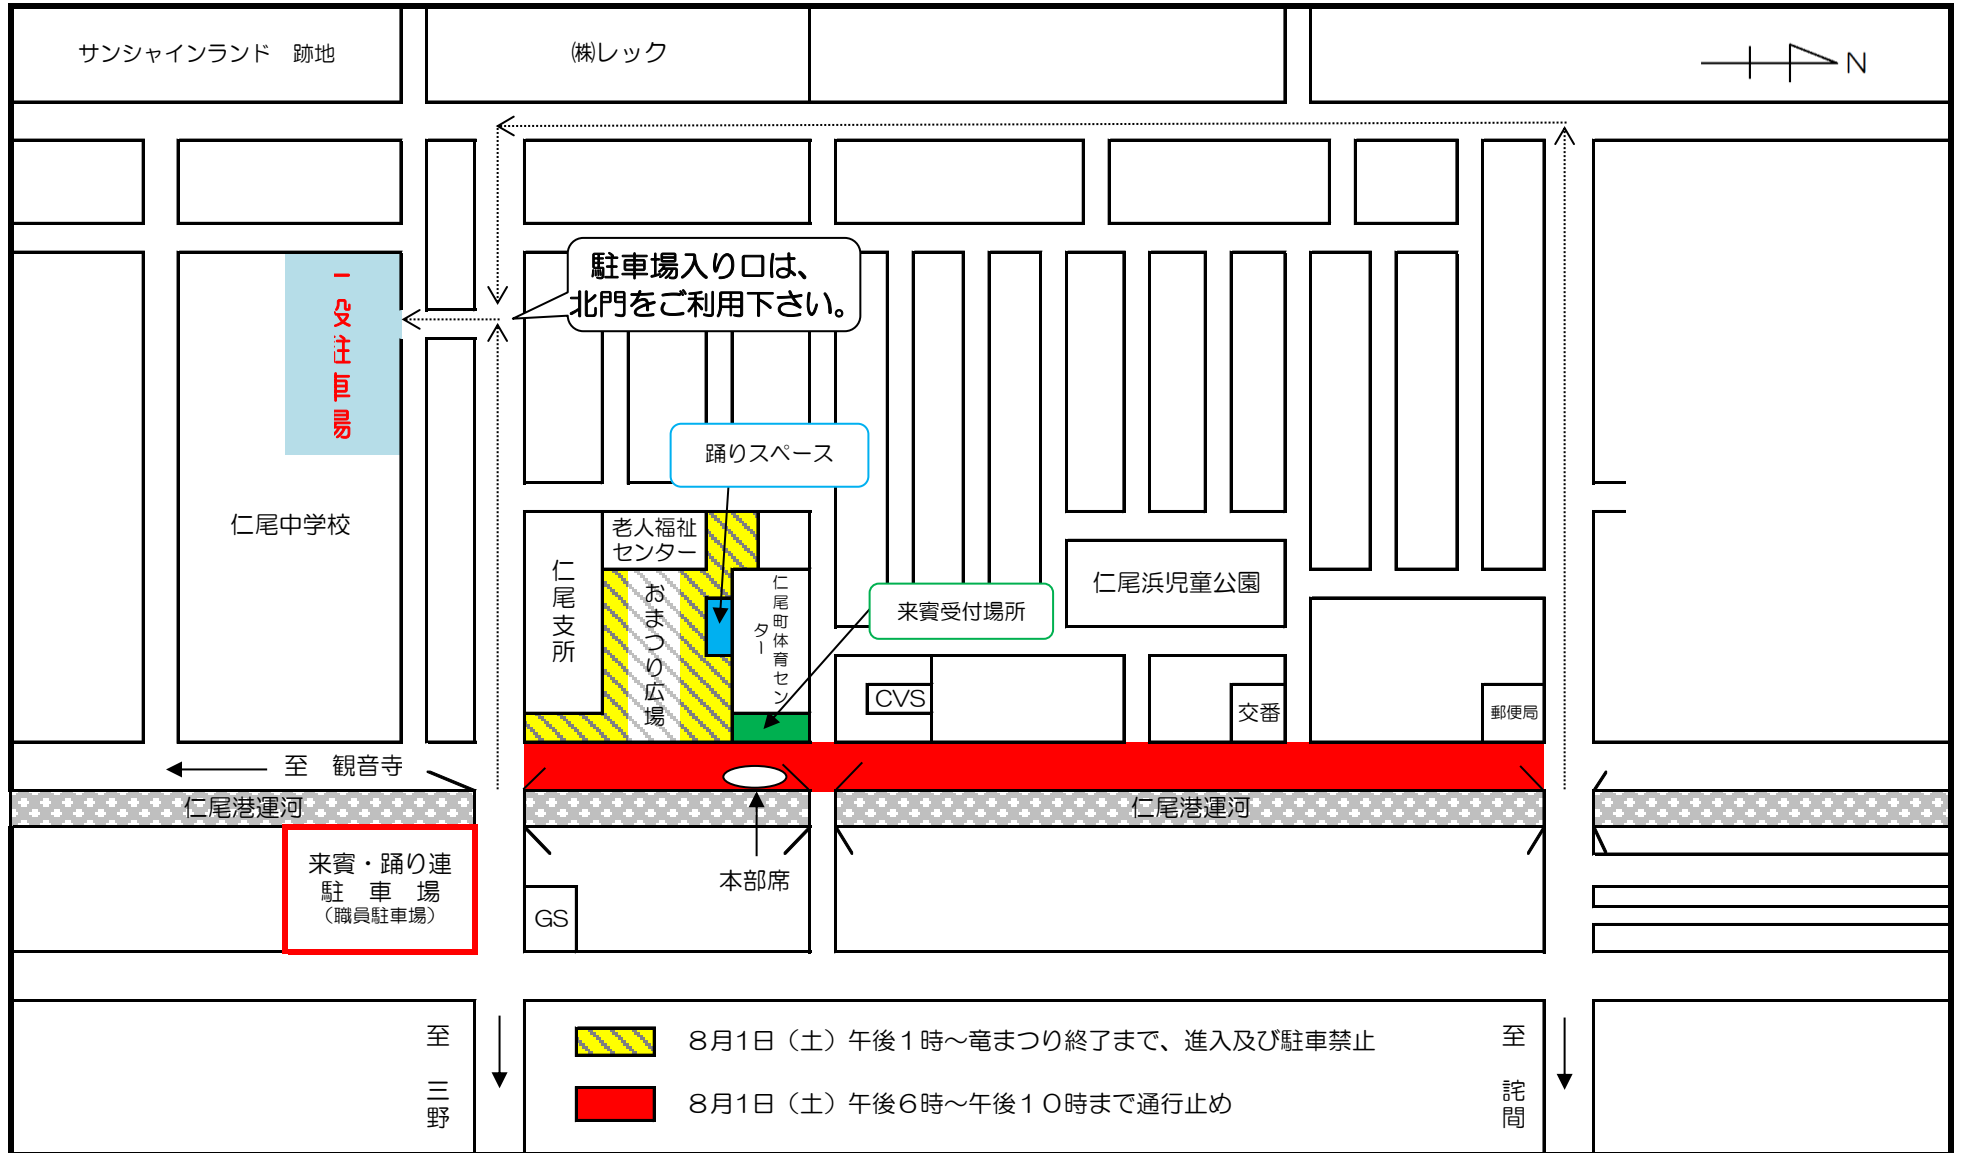 サンシャインランド 跡地
㈱レック
N
駐車場入り口は、
北門をご利用下さい。
一般駐車場
踊りスペース
仁尾中学校
老人福祉
センター
仁尾支所
おまつり広場
仁尾町体育セン
ター
来賓受付場所
仁尾浜児童公園
CVS
交番
郵便局
至 観音寺
仁尾港運河
仁尾港運河
来賓・踊り連
駐 車 場
（職員駐車場）
本部席
GS
至 三野
8月1日（土）午後１時～竜まつり終了まで、進入及び駐車禁止
8月1日（土）午後６時～午後１０時まで通行止め
至 詫間